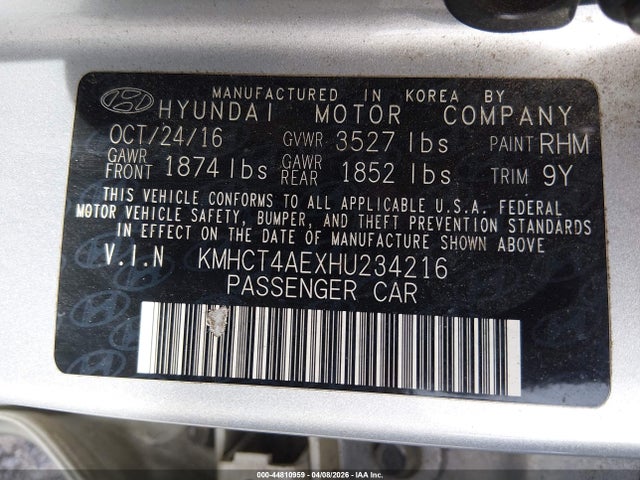 MANUFACTURED IN KOREA BY
HYUNDAI MOTOR COMPANY
OCT/24/16 GVWR 3527 lbs PAINT RHM
GAWR FRONT 1874 lbs GAWR REAR 1852 lbs TRIM 9Y
THIS VEHICLE CONFORMS TO ALL APPLICABLE U.S.A. FEDERAL
MOTOR VEHICLE SAFETY, BUMPER, AND THEFT PREVENTION STANDARDS
IN EFFECT ON THE DATE OF MANUFACTURE SHOWN ABOVE
V.I.N KMHCT4AEXHU234216
PASSENGER CAR
000-44810959 - 04/08/2026 - IAA Inc.